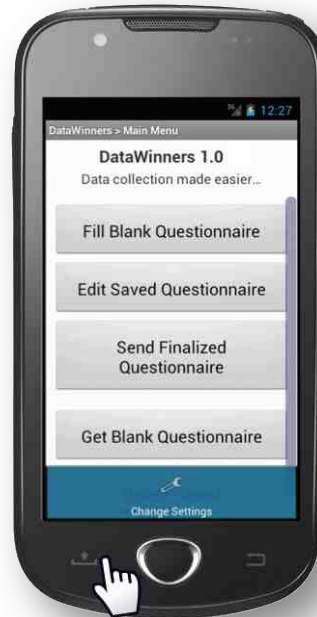 12:27
DataWinners > Main Menu
DataWinners 1.0
Data collection made easier...
Fill Blank Questionnaire
Edit Saved Questionnaire
Send Finalized
Questionnaire
Get Blank Questionnaire
Change Settings